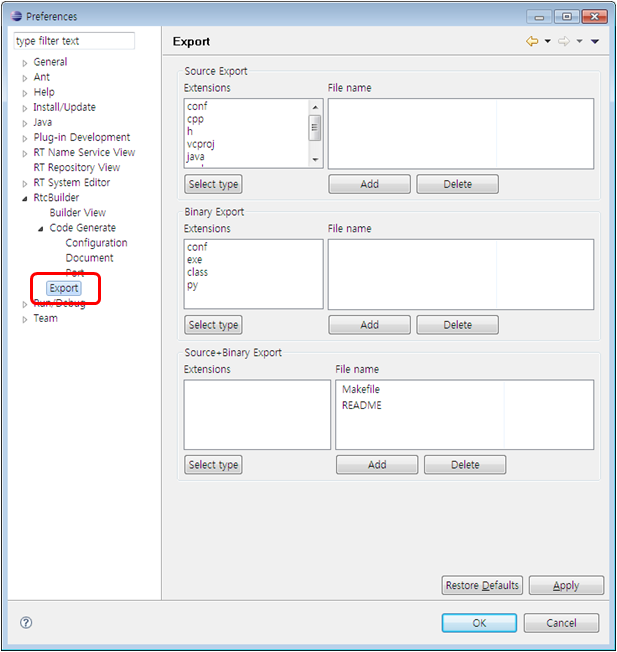 Preferences
type filter text
General
Ant
Help
Install/Update
Java
Plug-in Development
RT Name Service View
RT Repository View
RT System Editor
RtcBuilder
Builder View
Code Generate
Configuration
Document
Port
Export
Run/Debug
Team
Export
Source Export
Extensions File name
conf
cpp
h
vcproj
java
Select type Add Delete
Binary Export
Extensions File name
conf
exe
class
py
Select type Add Delete
Source+Binary Export
Extensions File name
Makefile
README
Select type Add Delete
Restore Defaults Apply
OK Cancel